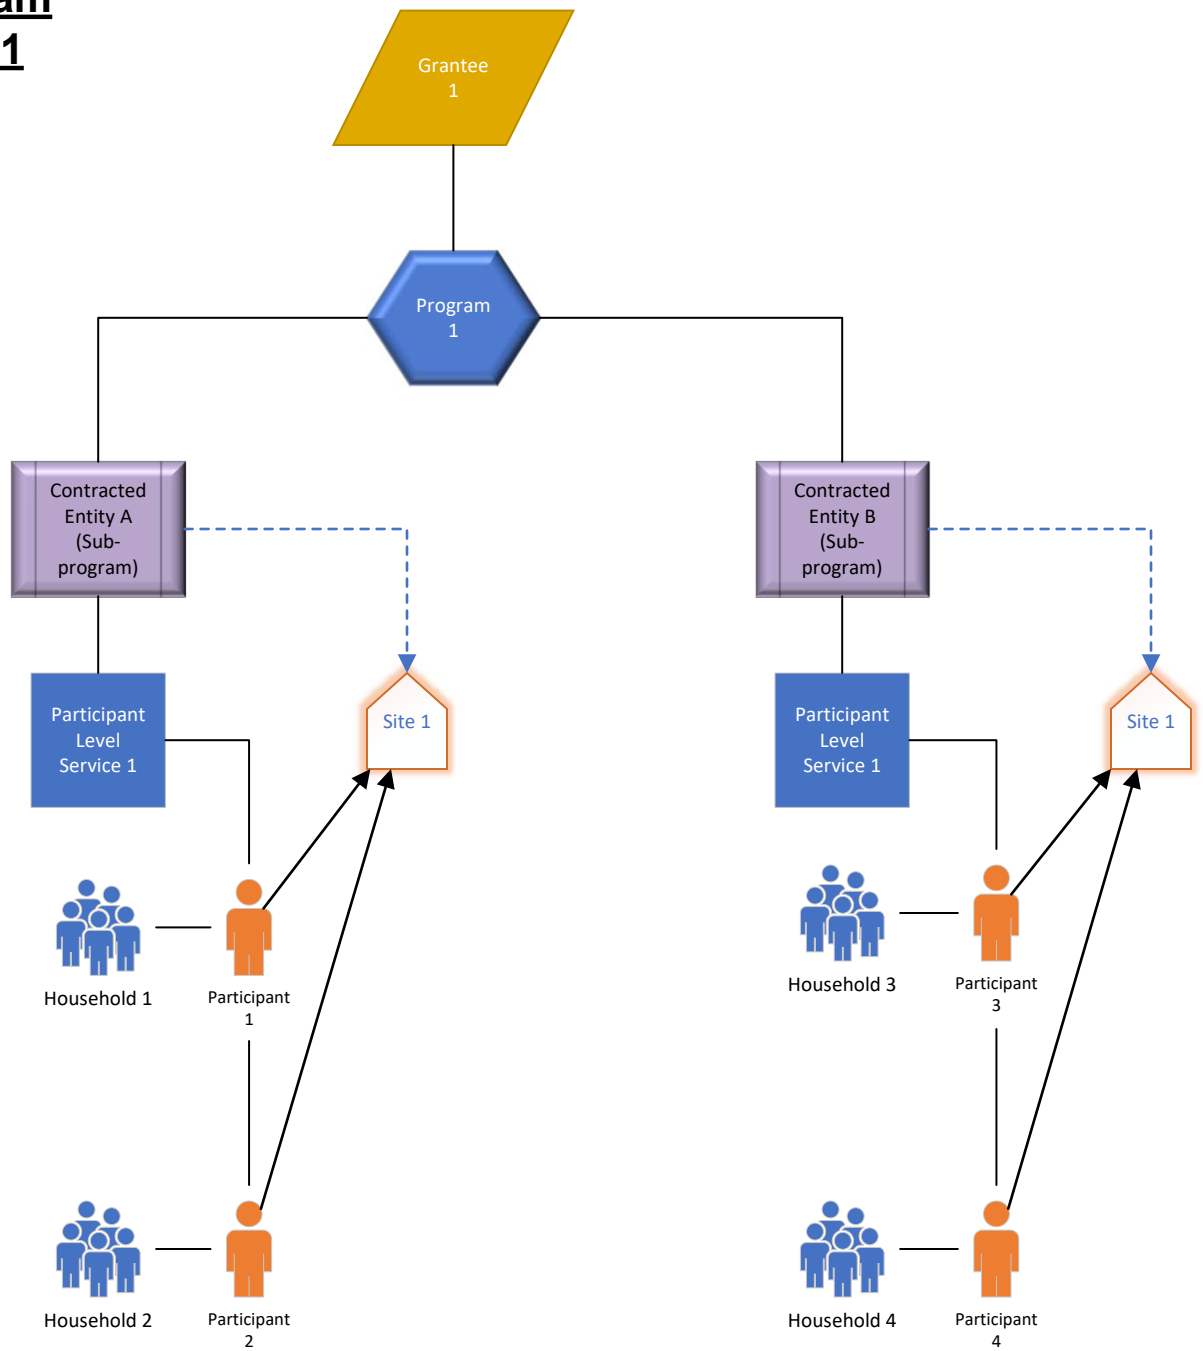 1
Grantee
1
Program
1
Contracted
Entity A
(Sub-
program)
Contracted
Entity B
(Sub-
program)
Participant
Level
Service 1
Site 1
Participant
Level
Service 1
Site 1
Household 1
Participant
1
Household 3
Participant
3
Household 2
Participant
2
Household 4
Participant
4